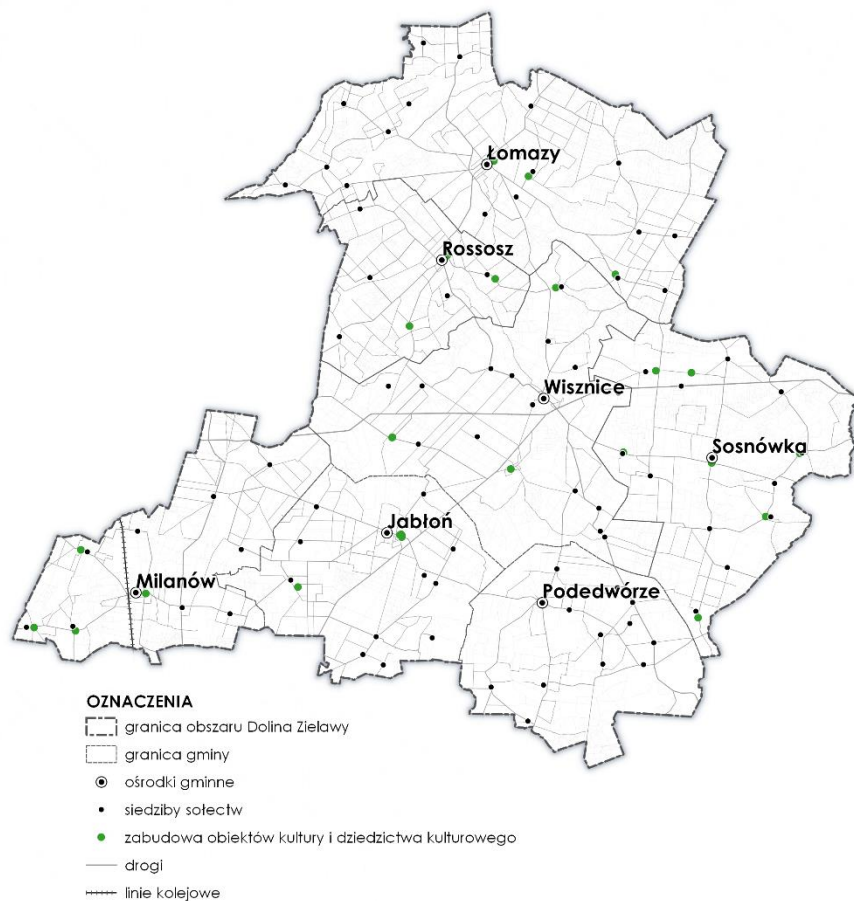 Łomazy
Rossosz
Wisznice
Sosnówka
Jabłoń
Milanów
Podedwórze
OZNACZENIA
granica obszaru Dolina Zielawy
granica gminy
ośrodki gminne
siedziby sołectw
zabudowa obiektów kultury i dziedzictwa kulturowego
drogi
linie kolejowe